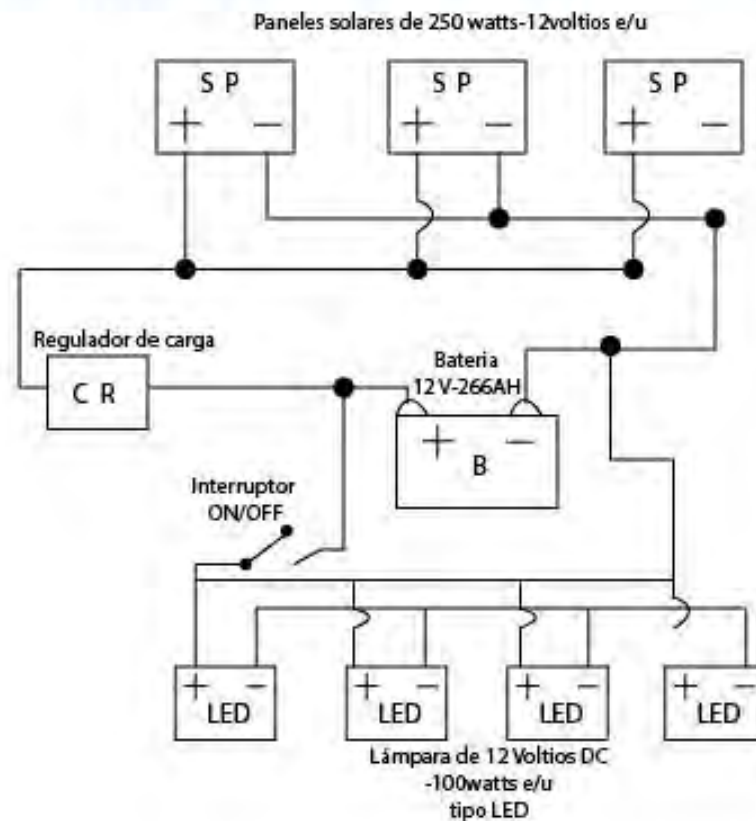 Paneles solares de 250 watts-12voltios e/u
S P
S P
S P
+ −
+ −
+ −
Regulador de carga
C R
Bateria
12 V-266AH
+ −
B
Interruptor
ON/OFF
+ −
LED
+ −
LED
+ −
LED
+ −
LED
Lámpara de 12 Voltios DC
-100watts e/u
tipo LED